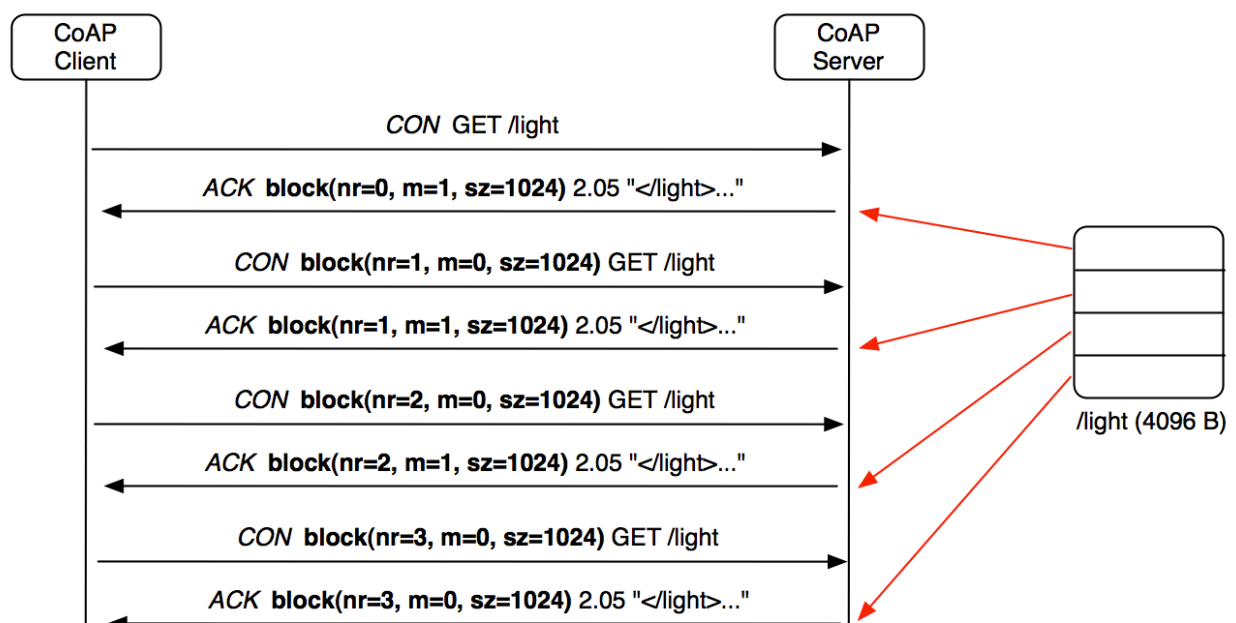 CoAP
Client
CoAP
Server
CON GET /light
ACK block(nr=0, m=1, sz=1024) 2.05 "</light>..."
CON block(nr=1, m=0, sz=1024) GET /light
ACK block(nr=1, m=1, sz=1024) 2.05 "</light>..."
CON block(nr=2, m=0, sz=1024) GET /light
/light (4096 B)
ACK block(nr=2, m=1, sz=1024) 2.05 "</light>..."
CON block(nr=3, m=0, sz=1024) GET /light
ACK block(nr=3, m=0, sz=1024) 2.05 "</light>..."